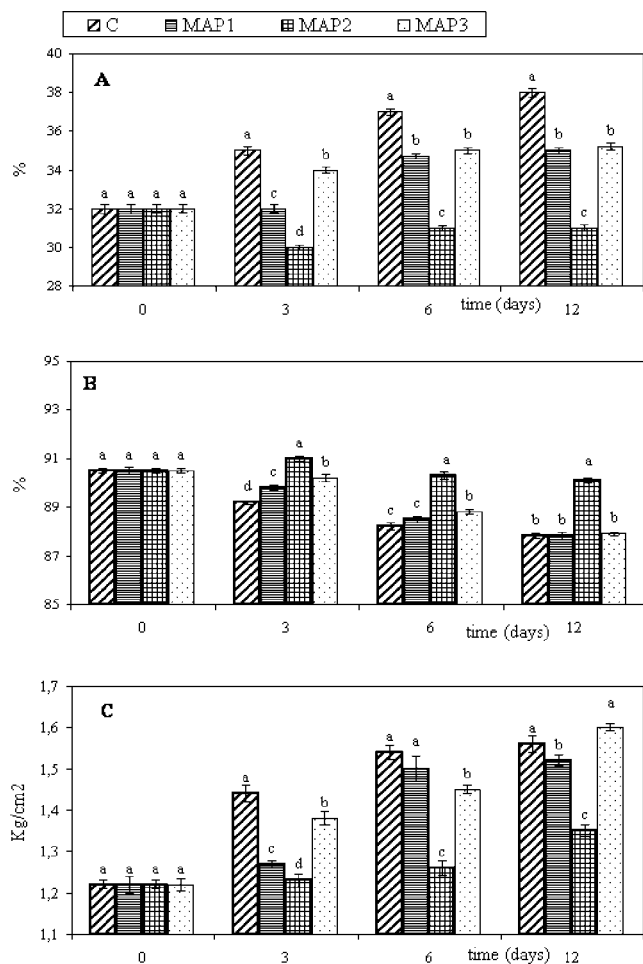 C MAP1 MAP2 MAP3
A
%
40
38
36
34
32
30
28
a a a a
a c d b
a b c b
a b c b
0 3 6 12
time (days)
B
%
95
93
91
89
87
85
a a a a
d c a b
c c a b
b b a b
0 3 6 12
time (days)
C
Kg/cm2
1,7
1,6
1,5
1,4
1,3
1,2
1,1
a a a a
a c d b
a a c b
a b c a
0 3 6 12
time (days)